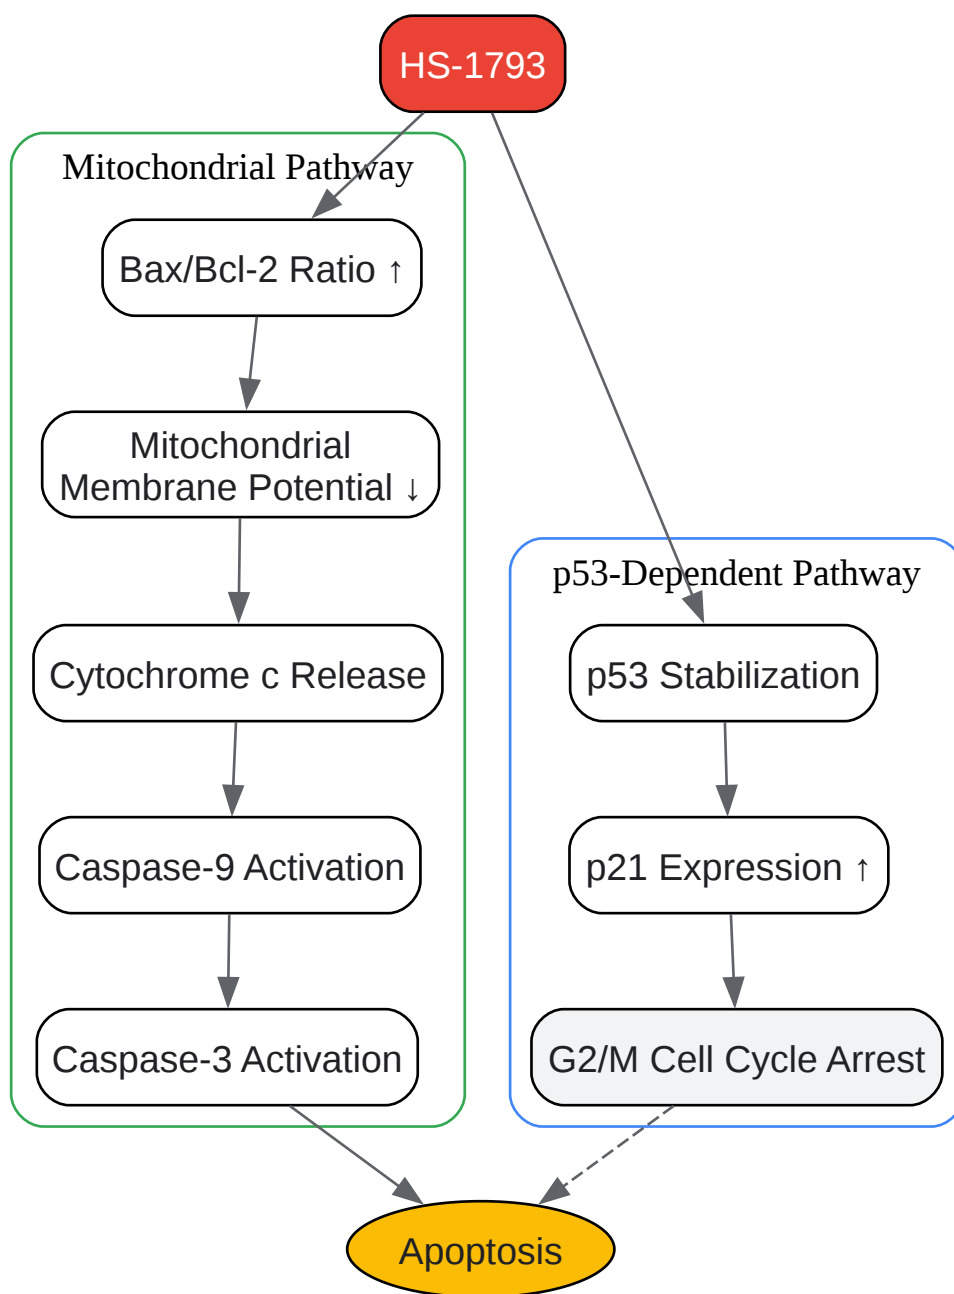 HS-1793
Mitochondrial Pathway
Bax/Bcl-2 Ratio ↑
Mitochondrial
Membrane Potential ↓
Cytochrome c Release
Caspase-9 Activation
Caspase-3 Activation
p53-Dependent Pathway
p53 Stabilization
p21 Expression ↑
G2/M Cell Cycle Arrest
Apoptosis